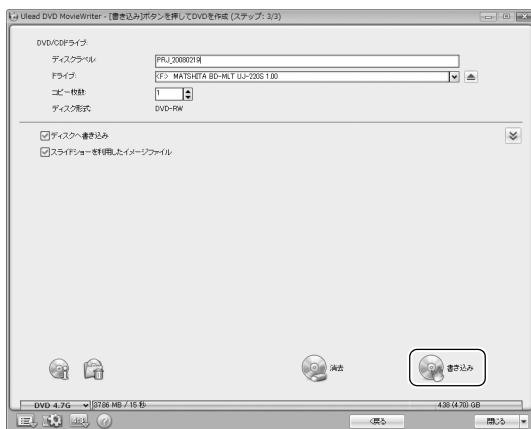 Ulead DVD MovieWriter - [書き込み]ボタンを押してDVDを作成 (ステップ: 3/3)
DVD/CDドライブ:
ディスクラベル: PRJ_20080219
ドライブ: <F> MATSHITA BD-MLT UJ-220S 1.00
コピー枚数: 1
ディスク形式: DVD-RW
ディスクへ書き込み
スライドショーを利用したイメージファイル
消去 書き込み
DVD 4.7G 37.86 MB / 15 秒 4.38 (4.70) GB
<戻る 閉じる